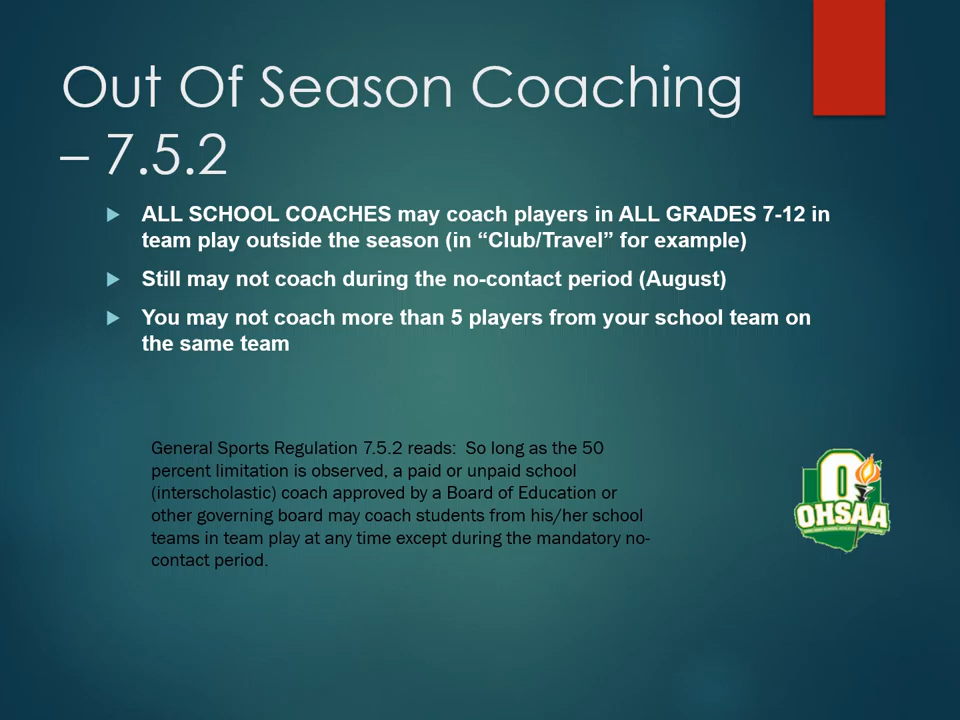 Out Of Season Coaching
– 7.5.2
ALL SCHOOL COACHES may coach players in ALL GRADES 7-12 in
team play outside the season (in “Club/Travel” for example)
Still may not coach during the no-contact period (August)
You may not coach more than 5 players from your school team on
the same team
General Sports Regulation 7.5.2 reads:  So long as the 50
percent limitation is observed, a paid or unpaid school
(interscholastic) coach approved by a Board of Education or
other governing board may coach students from his/her school
teams in team play at any time except during the mandatory no-
contact period.
OHSAA